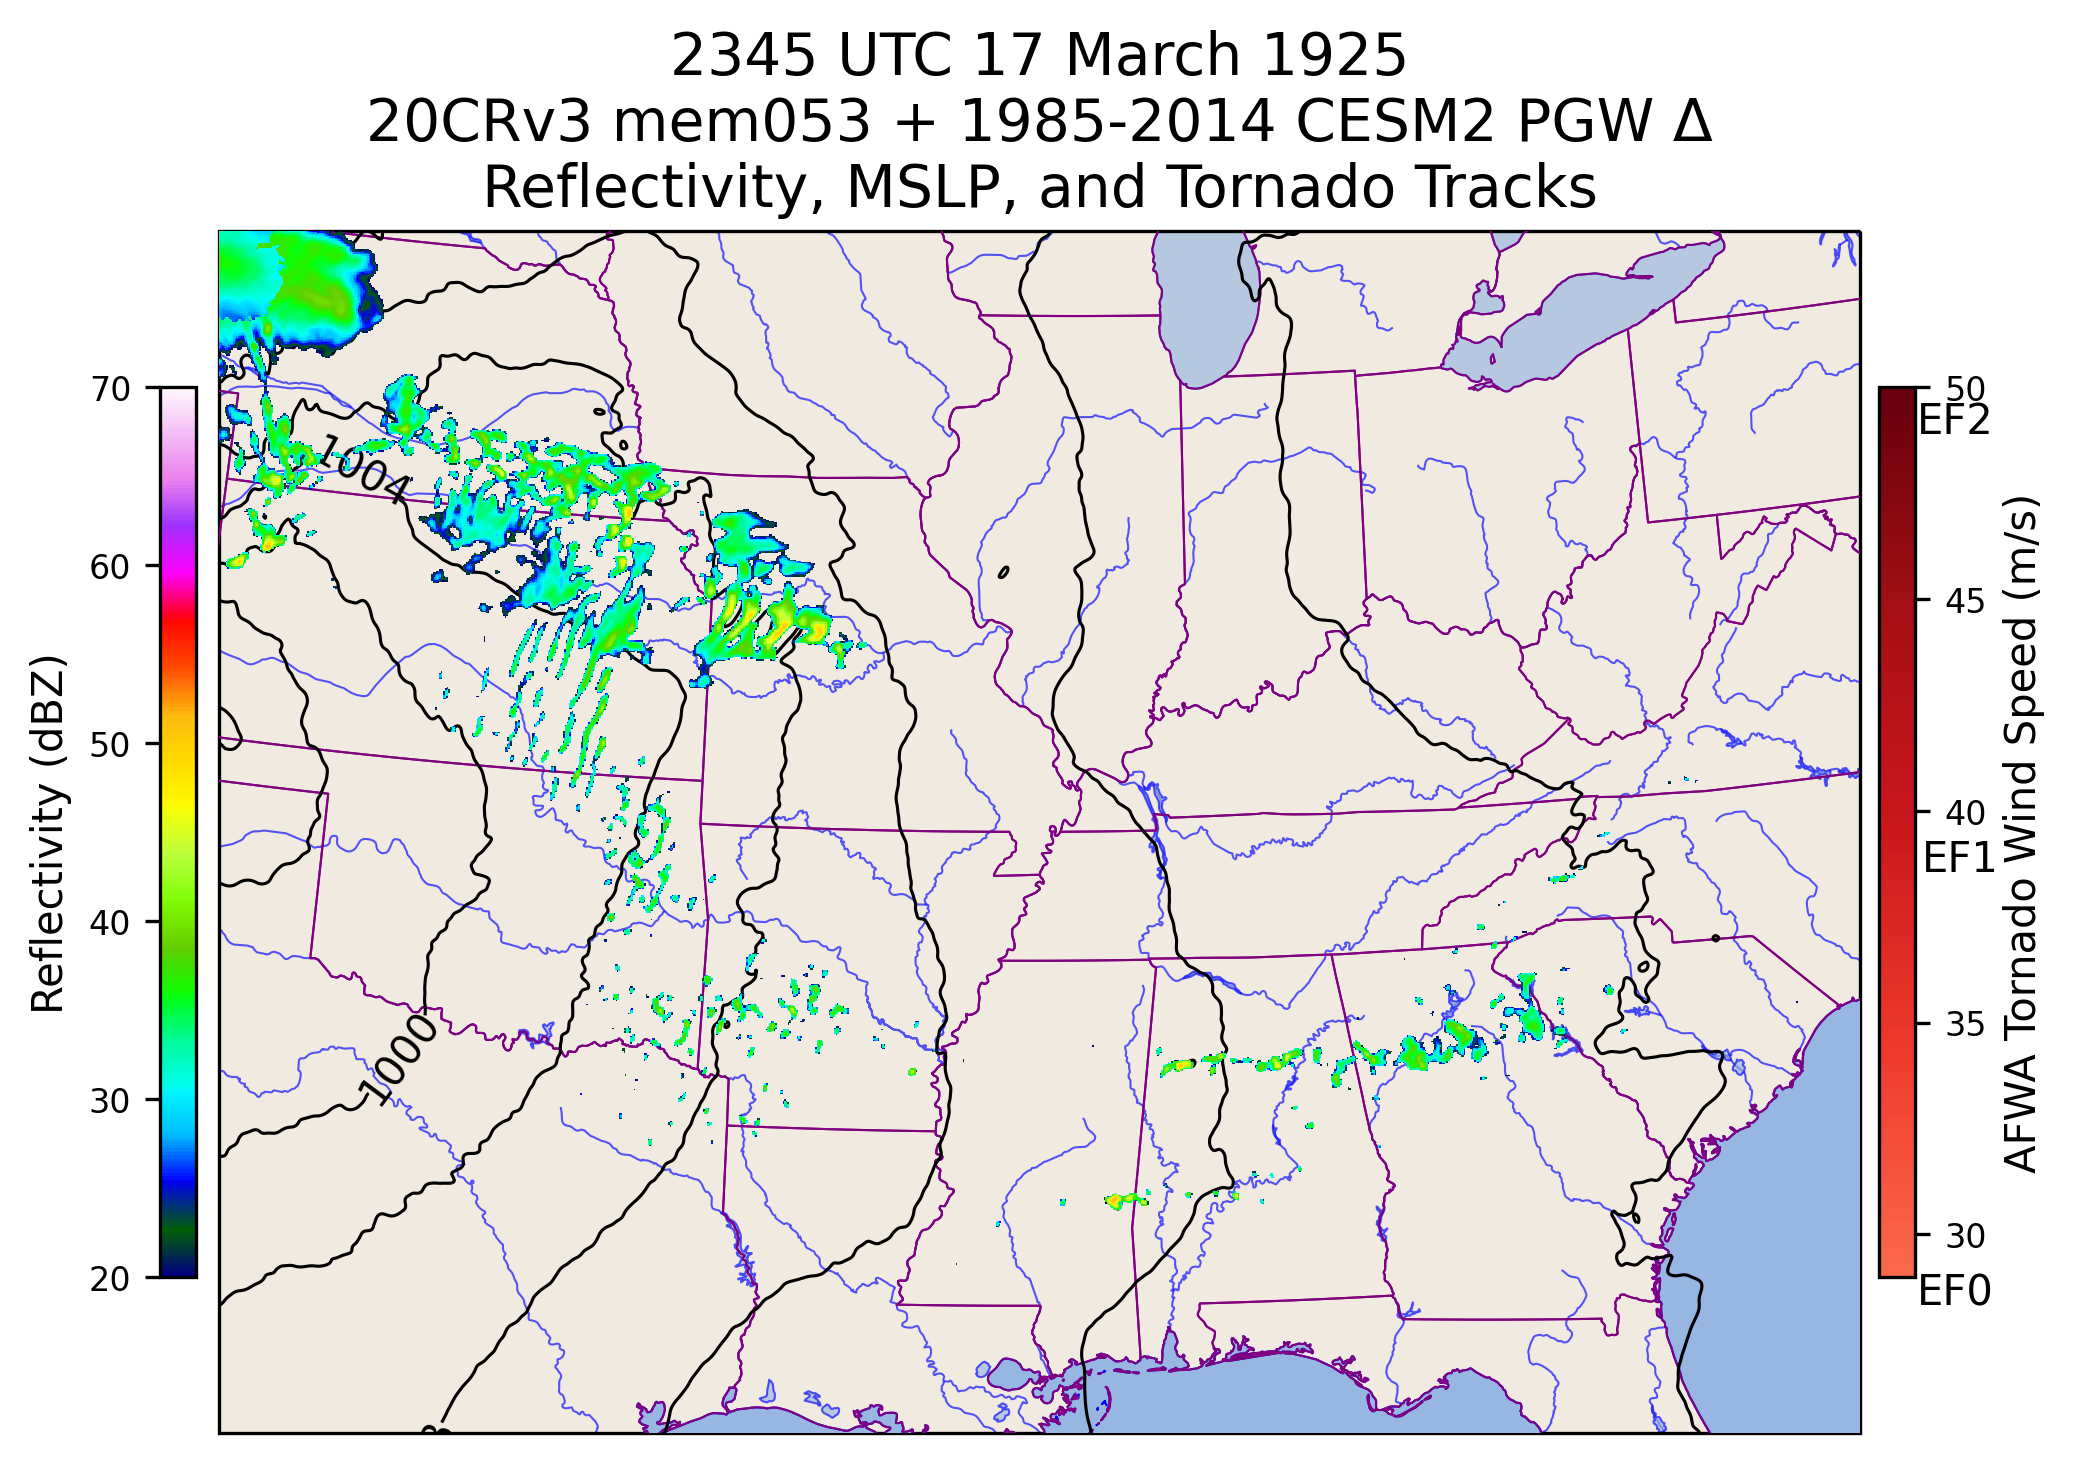 2345 UTC 17 March 1925
20CRv3 mem053 + 1985-2014 CESM2 PGW Δ
Reflectivity, MSLP, and Tornado Tracks
70
60
50
40
30
20
Reflectivity (dBZ)
1004
1000
50
EF2
45
40
EF1
35
30
EF0
AFWA Tornado Wind Speed (m/s)